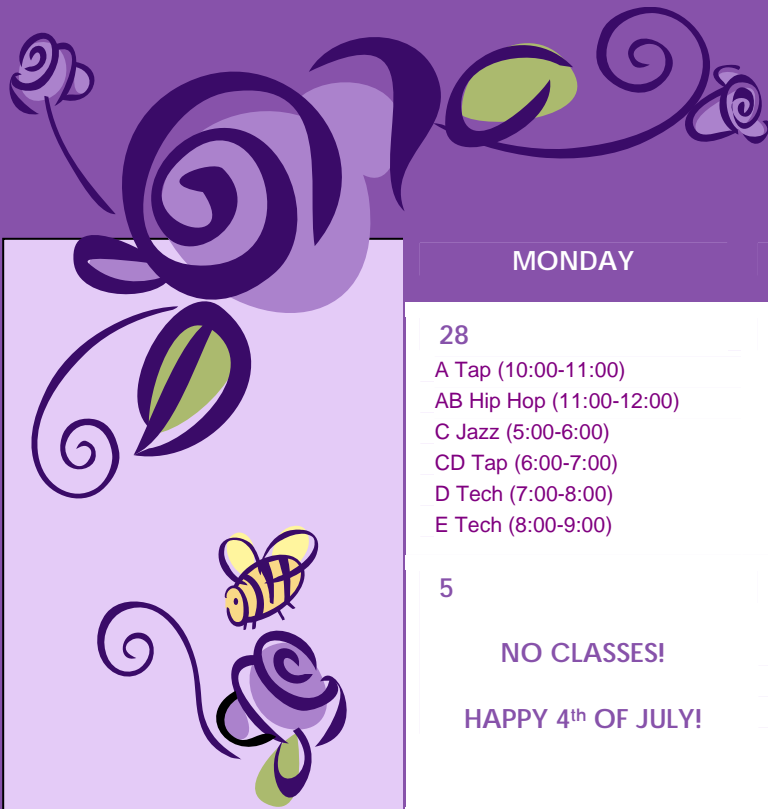 MONDAY
28
A Tap (10:00-11:00)
AB Hip Hop (11:00-12:00)
C Jazz (5:00-6:00)
CD Tap (6:00-7:00)
D Tech (7:00-8:00)
E Tech (8:00-9:00)
5
NO CLASSES!
HAPPY 4th OF JULY!